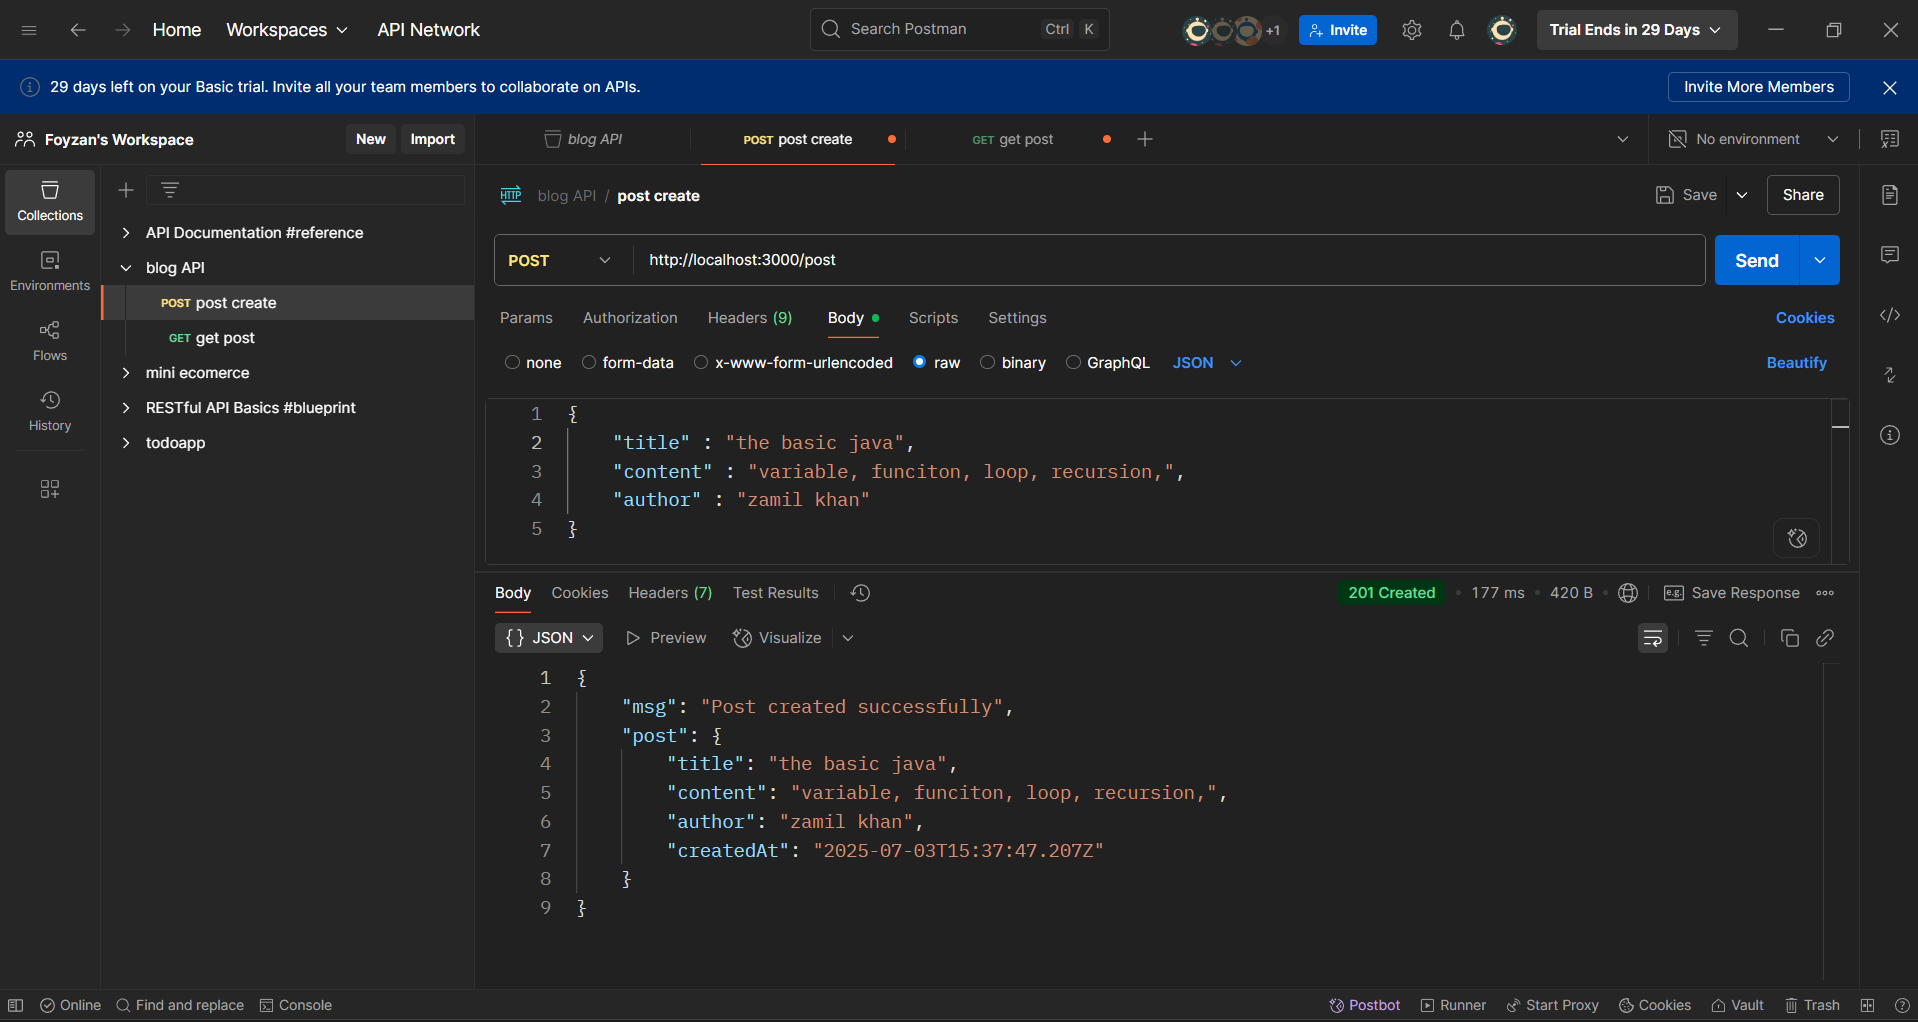 Home Workspaces API Network Search Postman Ctrl K +1 Invite Trial Ends in 29 Days
29 days left on your Basic trial. Invite all your team members to collaborate on APIs. Invite More Members
Foyzan's Workspace New Import blog API POST post create GET get post No environment
Collections
Environments
Flows
History
API Documentation #reference
blog API
POST post create
GET get post
mini ecomerce
RESTful API Basics #blueprint
todoapp
HTTP blog API / post create Save Share
POST http://localhost:3000/post Send
Params Authorization Headers (9) Body Scripts Settings Cookies
none form-data x-www-form-urlencoded raw binary GraphQL JSON Beautify
1 {
2 "title" : "the basic java",
3 "content" : "variable, funciton, loop, recursion,",
4 "author" : "zamil khan"
5 }
Body Cookies Headers (7) Test Results 201 Created 177 ms 420 B e.g. Save Response
{} JSON Preview Visualize
1 {
2 "msg": "Post created successfully",
3 "post": {
4 "title": "the basic java",
5 "content": "variable, funciton, loop, recursion,",
6 "author": "zamil khan",
7 "createdAt": "2025-07-03T15:37:47.207Z"
8 }
9 }
Online Find and replace Console Postbot Runner Start Proxy Cookies Vault Trash